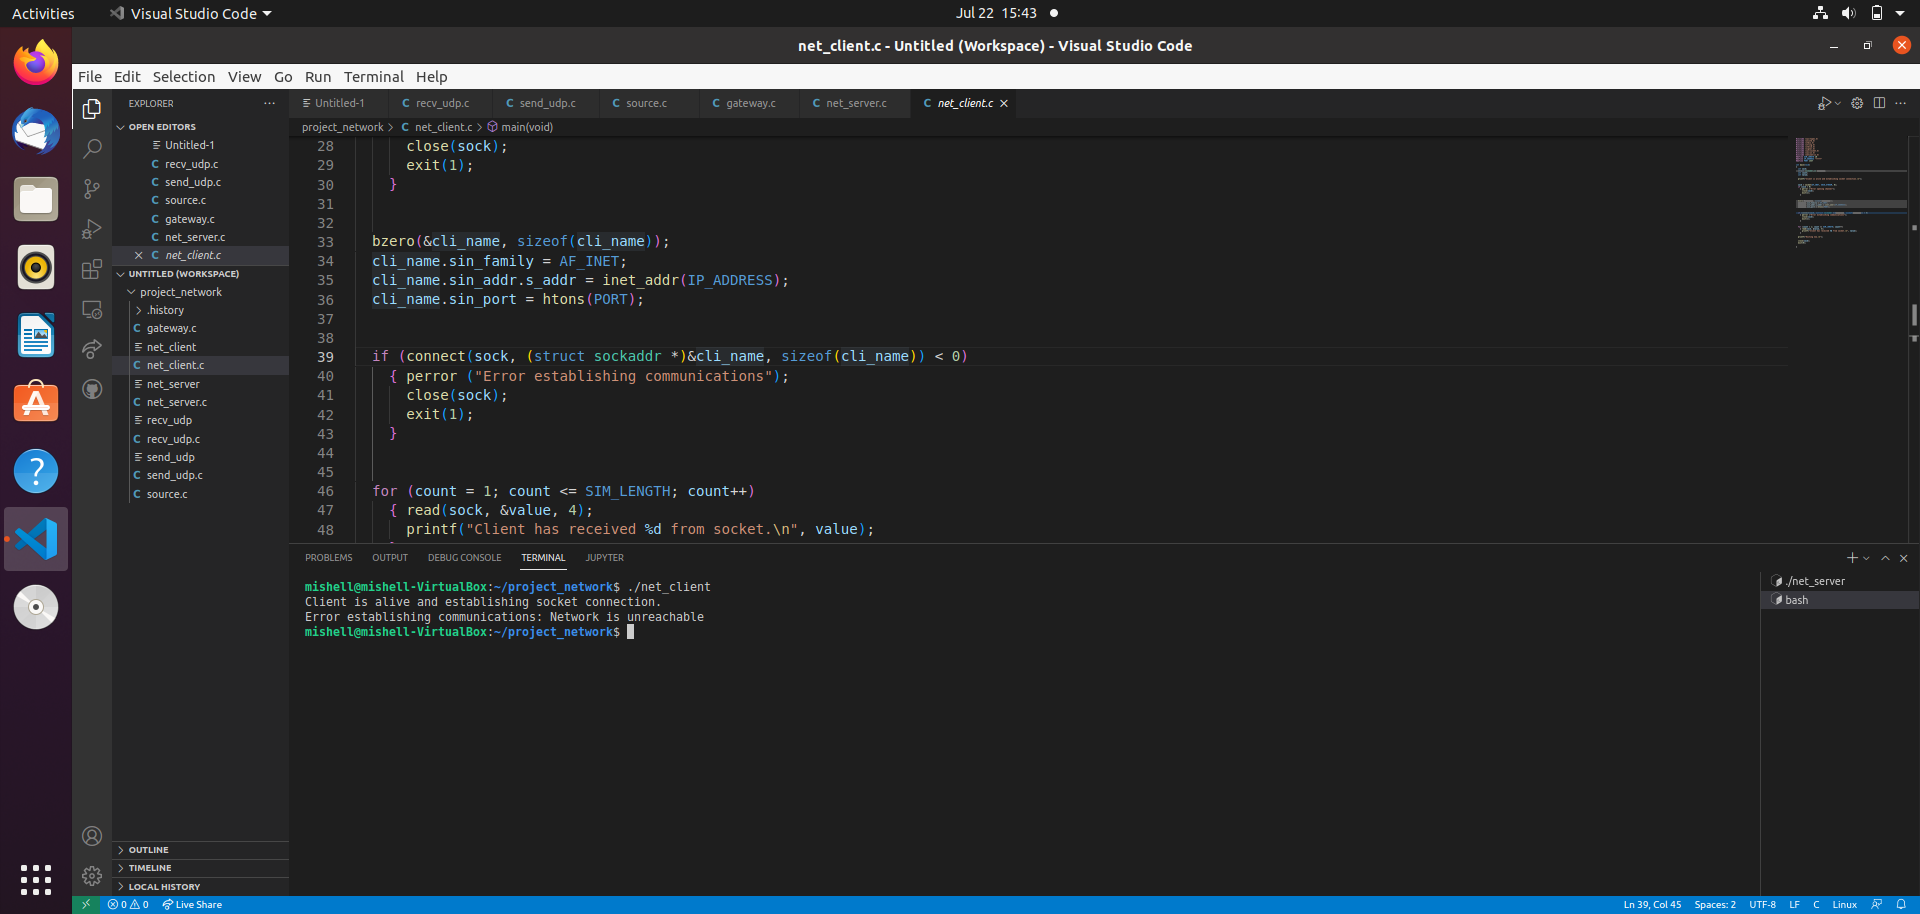 Activities
Visual Studio Code
Jul 22 15:43
net_client.c - Untitled (Workspace) - Visual Studio Code
File Edit Selection View Go Run Terminal Help
EXPLORER
OPEN EDITORS
Untitled-1
C recv_udp.c
C send_udp.c
C source.c
C gateway.c
C net_server.c
C net_client.c
UNTITLED (WORKSPACE)
project_network
.history
C gateway.c
net_client
C net_client.c
net_server
C net_server.c
recv_udp
C recv_udp.c
send_udp
C send_udp.c
C source.c
OUTLINE
TIMELINE
LOCAL HISTORY
Untitled-1 C recv_udp.c C send_udp.c C source.c C gateway.c C net_server.c C net_client.c
project_network > C net_client.c > main(void)
28 close(sock);
29 exit(1);
30 }
31
32
33 bzero(&cli_name, sizeof(cli_name));
34 cli_name.sin_family = AF_INET;
35 cli_name.sin_addr.s_addr = inet_addr(IP_ADDRESS);
36 cli_name.sin_port = htons(PORT);
37
38
39 if (connect(sock, (struct sockaddr *)&cli_name, sizeof(cli_name)) < 0)
40 { perror ("Error establishing communications");
41 close(sock);
42 exit(1);
43 }
44
45
46 for (count = 1; count <= SIM_LENGTH; count++)
47 { read(sock, &value, 4);
48 printf("Client has received %d from socket.\n", value);
PROBLEMS OUTPUT DEBUG CONSOLE TERMINAL JUPYTER
mishell@mishell-VirtualBox:~/project_network$ ./net_client
Client is alive and establishing socket connection.
Error establishing communications: Network is unreachable
mishell@mishell-VirtualBox:~/project_network$
./net_server
bash
0 0 Live Share
Ln 39, Col 45 Spaces: 2 UTF-8 LF C Linux